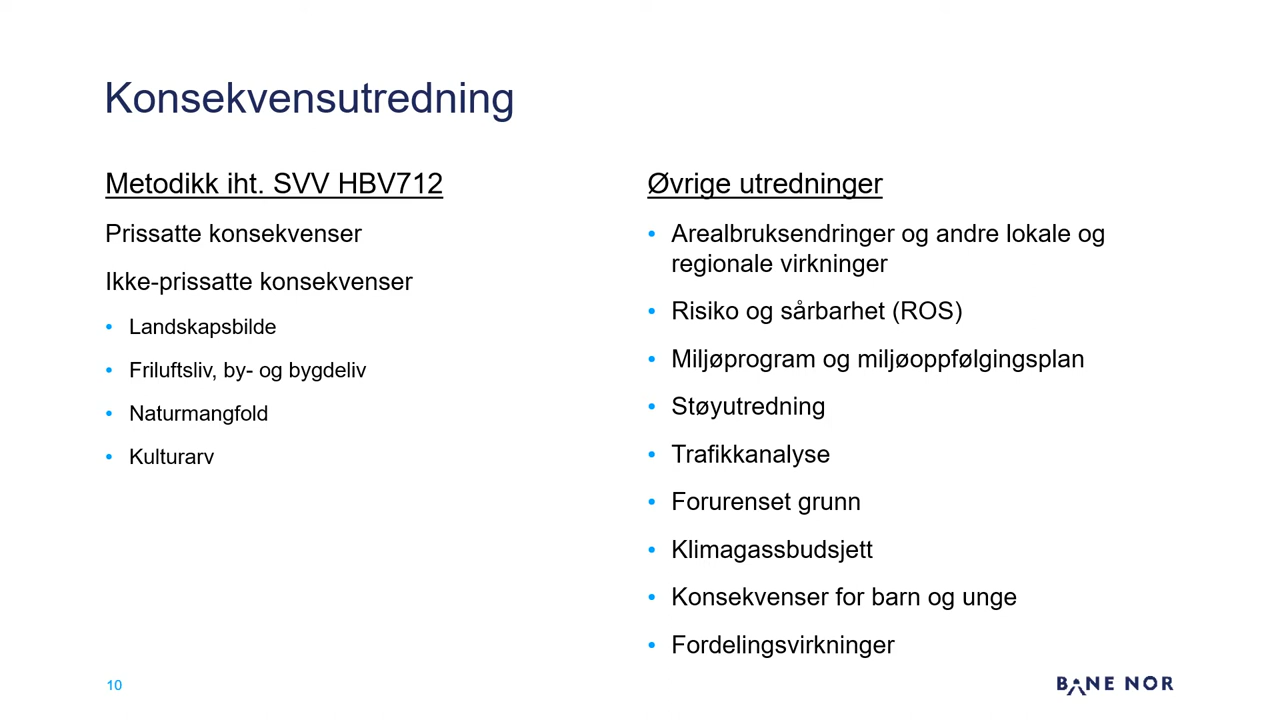 Konsekvensutredning
Metodikk iht. SVV HBV712
Prissatte konsekvenser
Ikke-prissatte konsekvenser
• Landskapsbilde
• Friluftsliv, by- og bygdeliv
• Naturmangfold
• Kulturarv
Øvrige utredninger
• Arealbruksendringer og andre lokale og
regionale virkninger
• Risiko og sårbarhet (ROS)
• Miljøprogram og miljøoppfølgingsplan
• Støyutredning
• Trafikkanalyse
• Forurenset grunn
• Klimagassbudsjett
• Konsekvenser for barn og unge
• Fordelingsvirkninger
10
BANE NOR